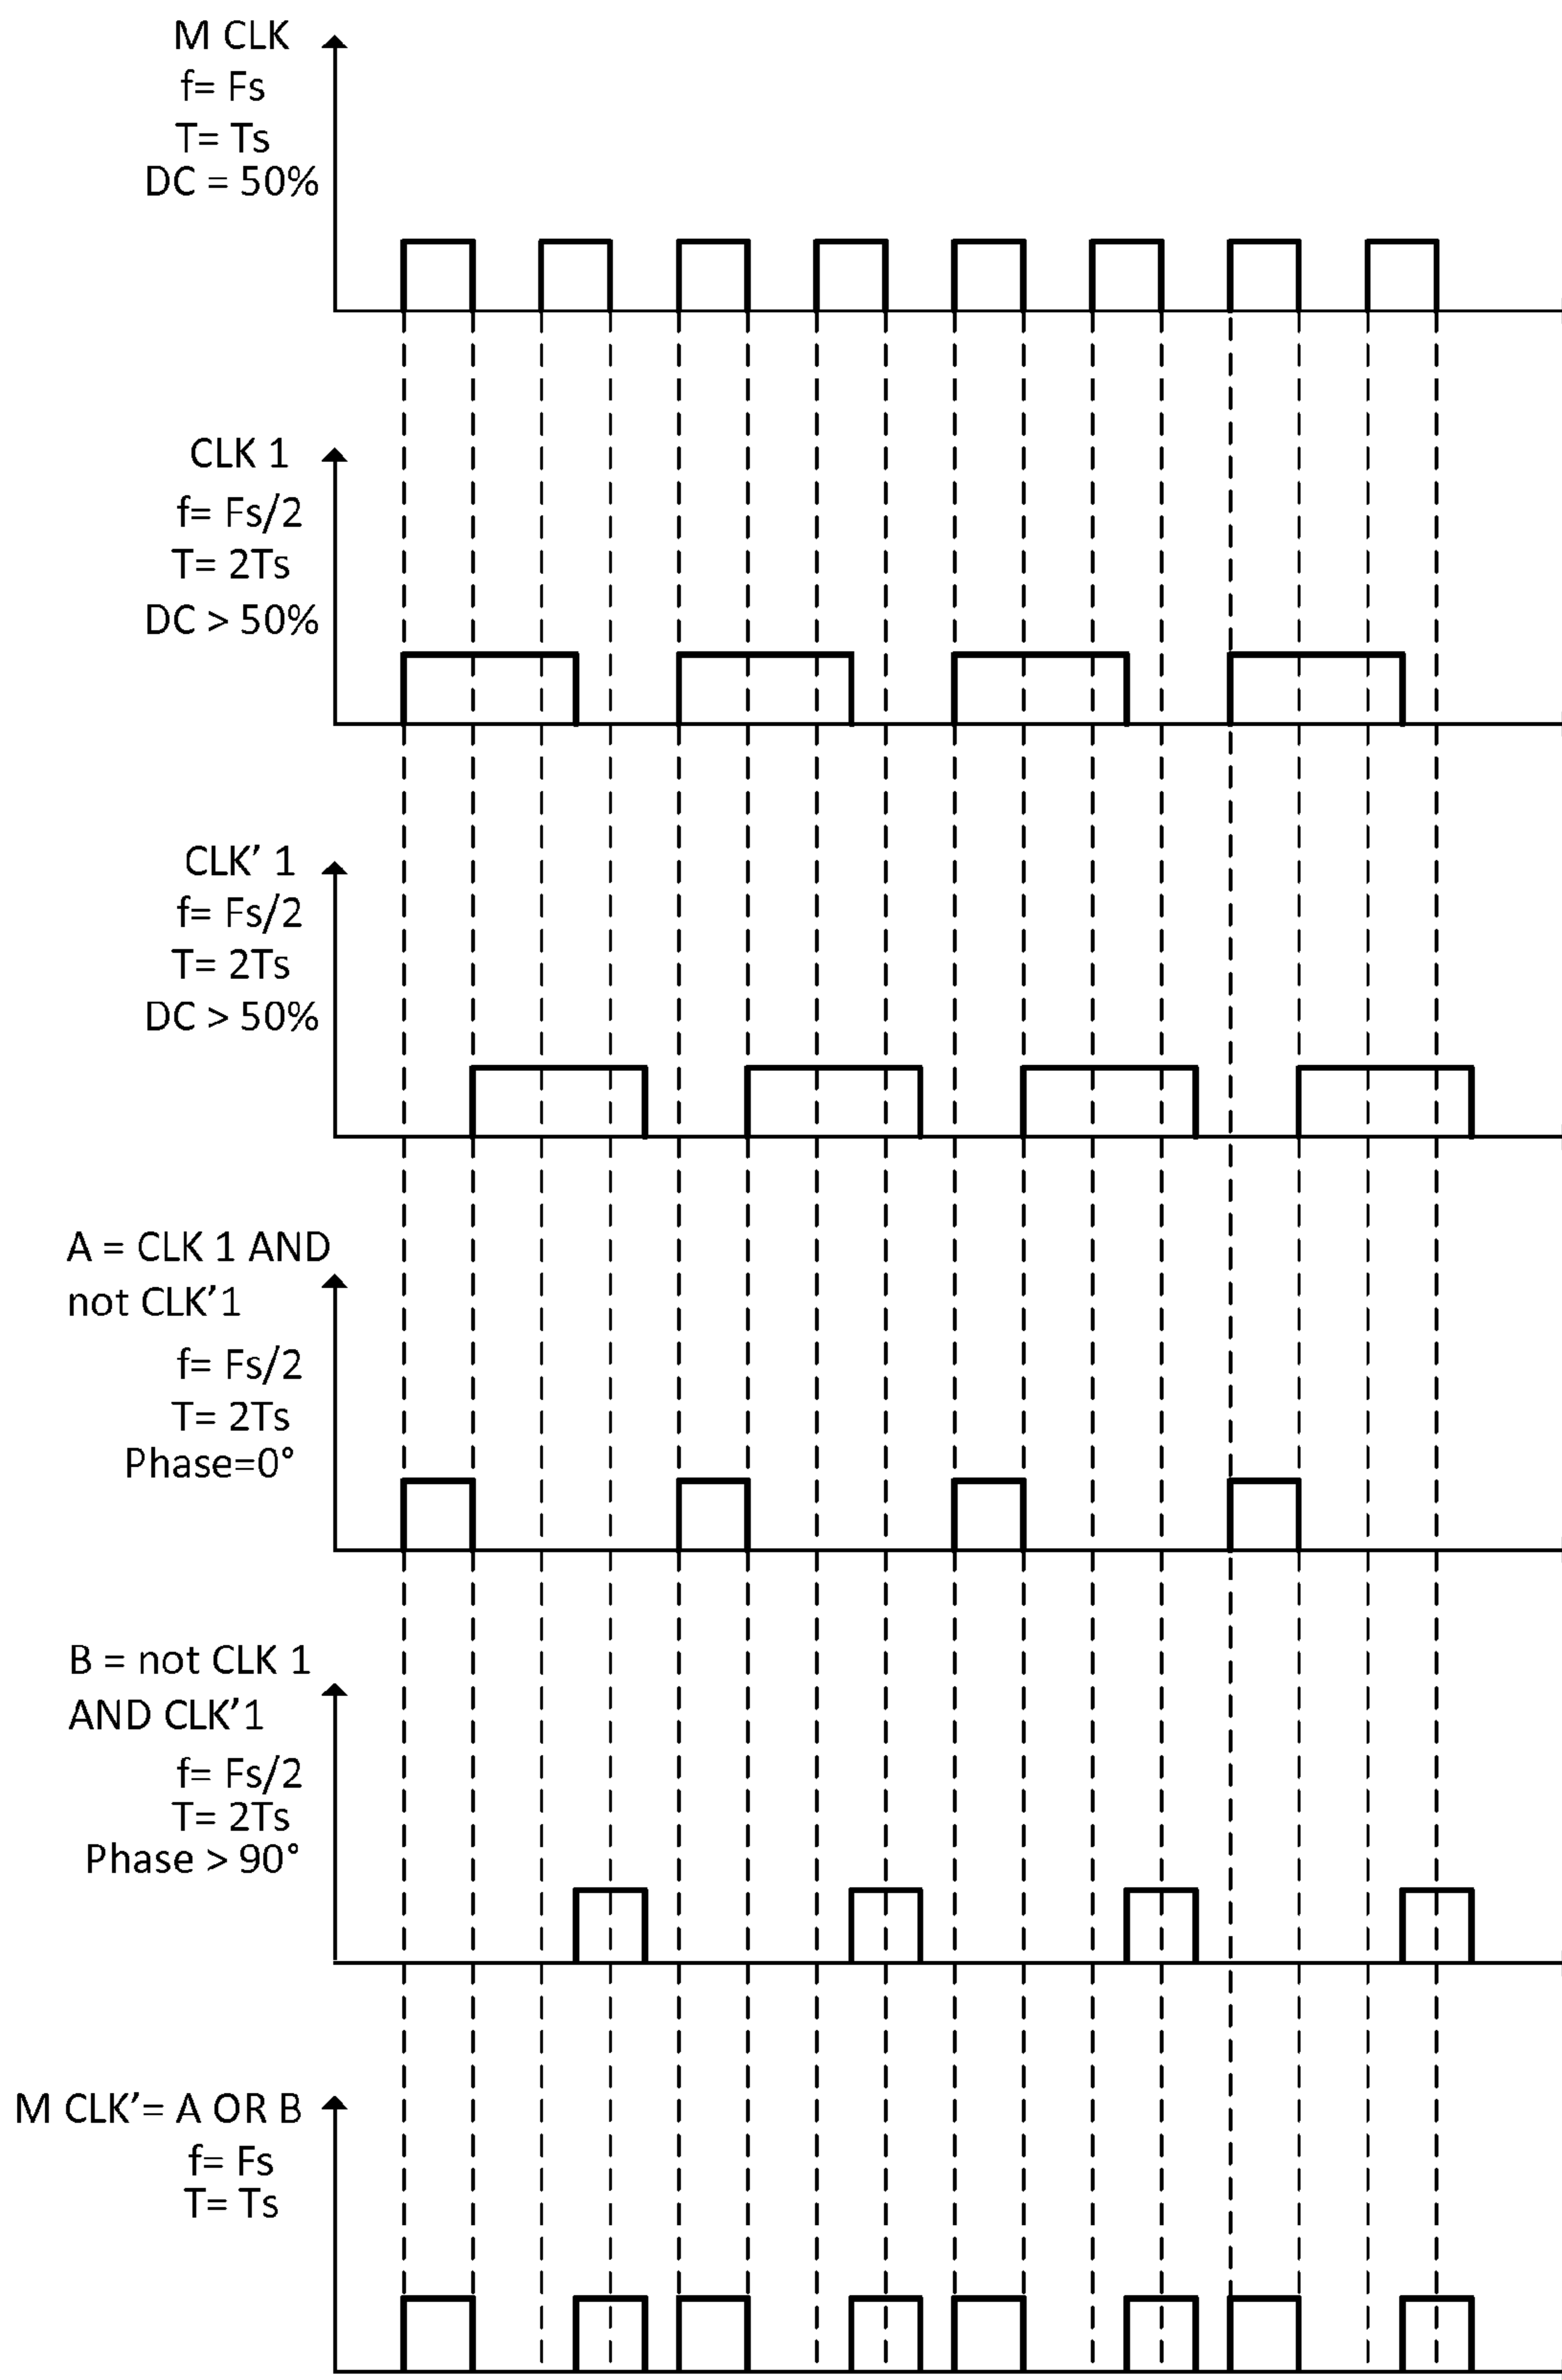 M CLK
f= Fs
T= Ts
DC = 50%
CLK 1
f= Fs/2
T= 2Ts
DC > 50%
CLK’ 1
f= Fs/2
T= 2Ts
DC > 50%
A = CLK 1 AND
not CLK’1
f= Fs/2
T= 2Ts
Phase=0°
B = not CLK 1
AND CLK’1
f= Fs/2
T= 2Ts
Phase > 90°
M CLK’= A OR B
f= Fs
T= Ts